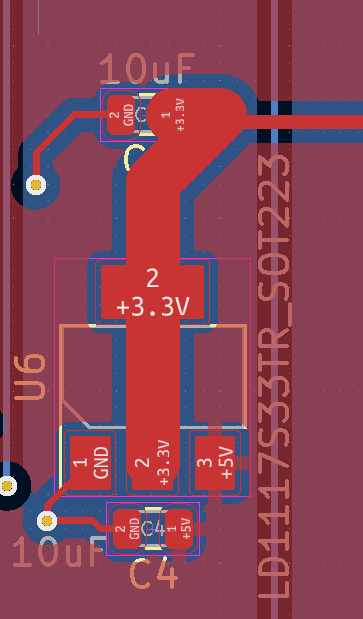 10uF
2
GND
1
+3.3V
C
2
+3.3V
U6
LD1117S33TR_SOT223
1
GND
2
+3.3V
3
+5V
2
GND
C4
1
+5V
10uF
C4